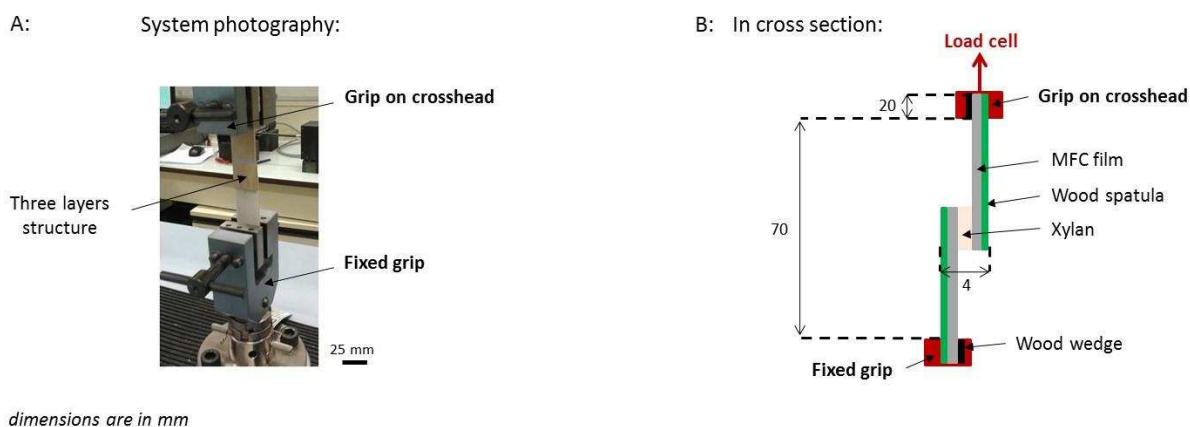 A:
System photography:
Grip on crosshead
Three layers
structure
Fixed grip
25 mm
B:
In cross section:
Load cell
20
Grip on crosshead
MFC film
Wood spatula
Xylan
70
4
Wood wedge
Fixed grip
dimensions are in mm